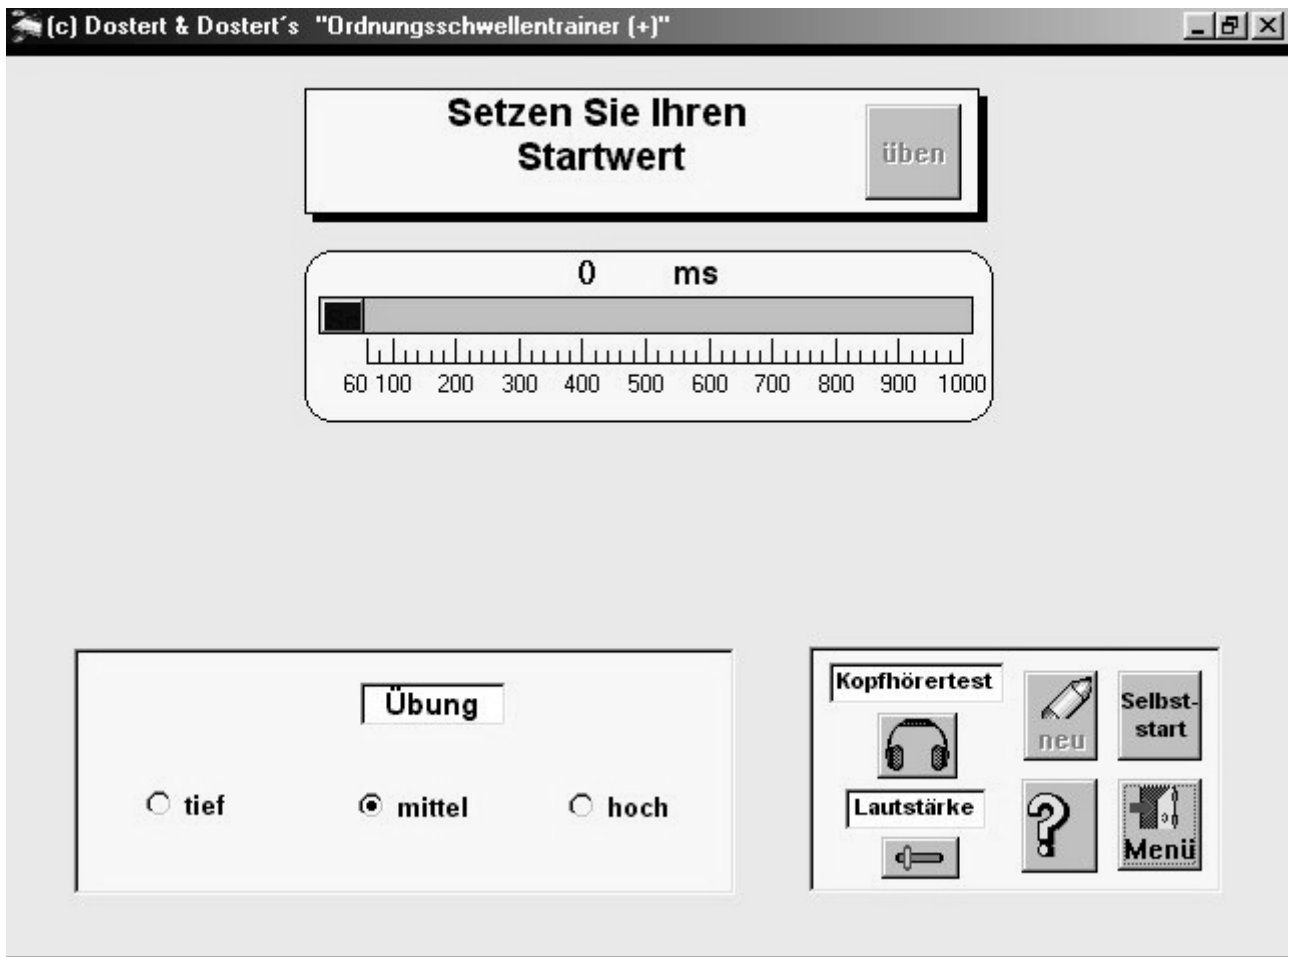 (c) Dostert & Dostert´s "Ordnungsschwellentrainer (+)"
Setzen Sie Ihren
Startwert
üben
0 ms
60 100 200 300 400 500 600 700 800 900 1000
Übung
tief mittel hoch
Kopfhörertest
neu
Selbst-
start
Lautstärke
?
Menü